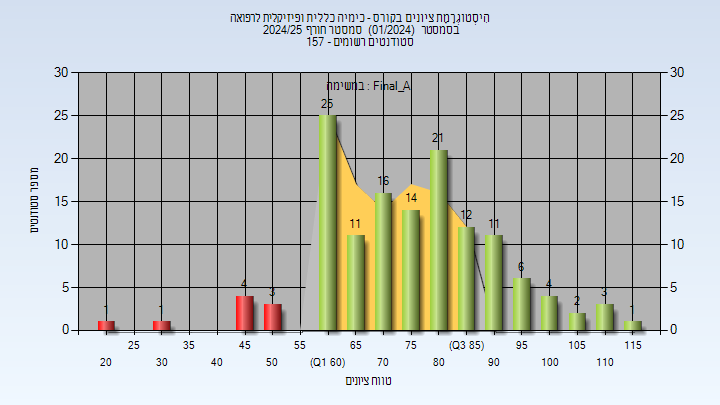 היסטוגרמת ציונים בקורס - כימיה כללית ופיזיקלית לרפואה
בסמסטר (01/2024) סמסטר חורף 2024/25
סטודנטים רשומים - 157
במשימה : Final_A
30 30
25 25
20 20
15 15
10 10
5 5
0 0
מספר סטודנטים
1 1 4 3 25 11 16 14 21 12 11 6 4 2 3 1
25 35 45 55 65 75 (Q3 85) 95 105 115
20 30 40 50 (Q1 60) 70 80 90 100 110
טווח ציונים